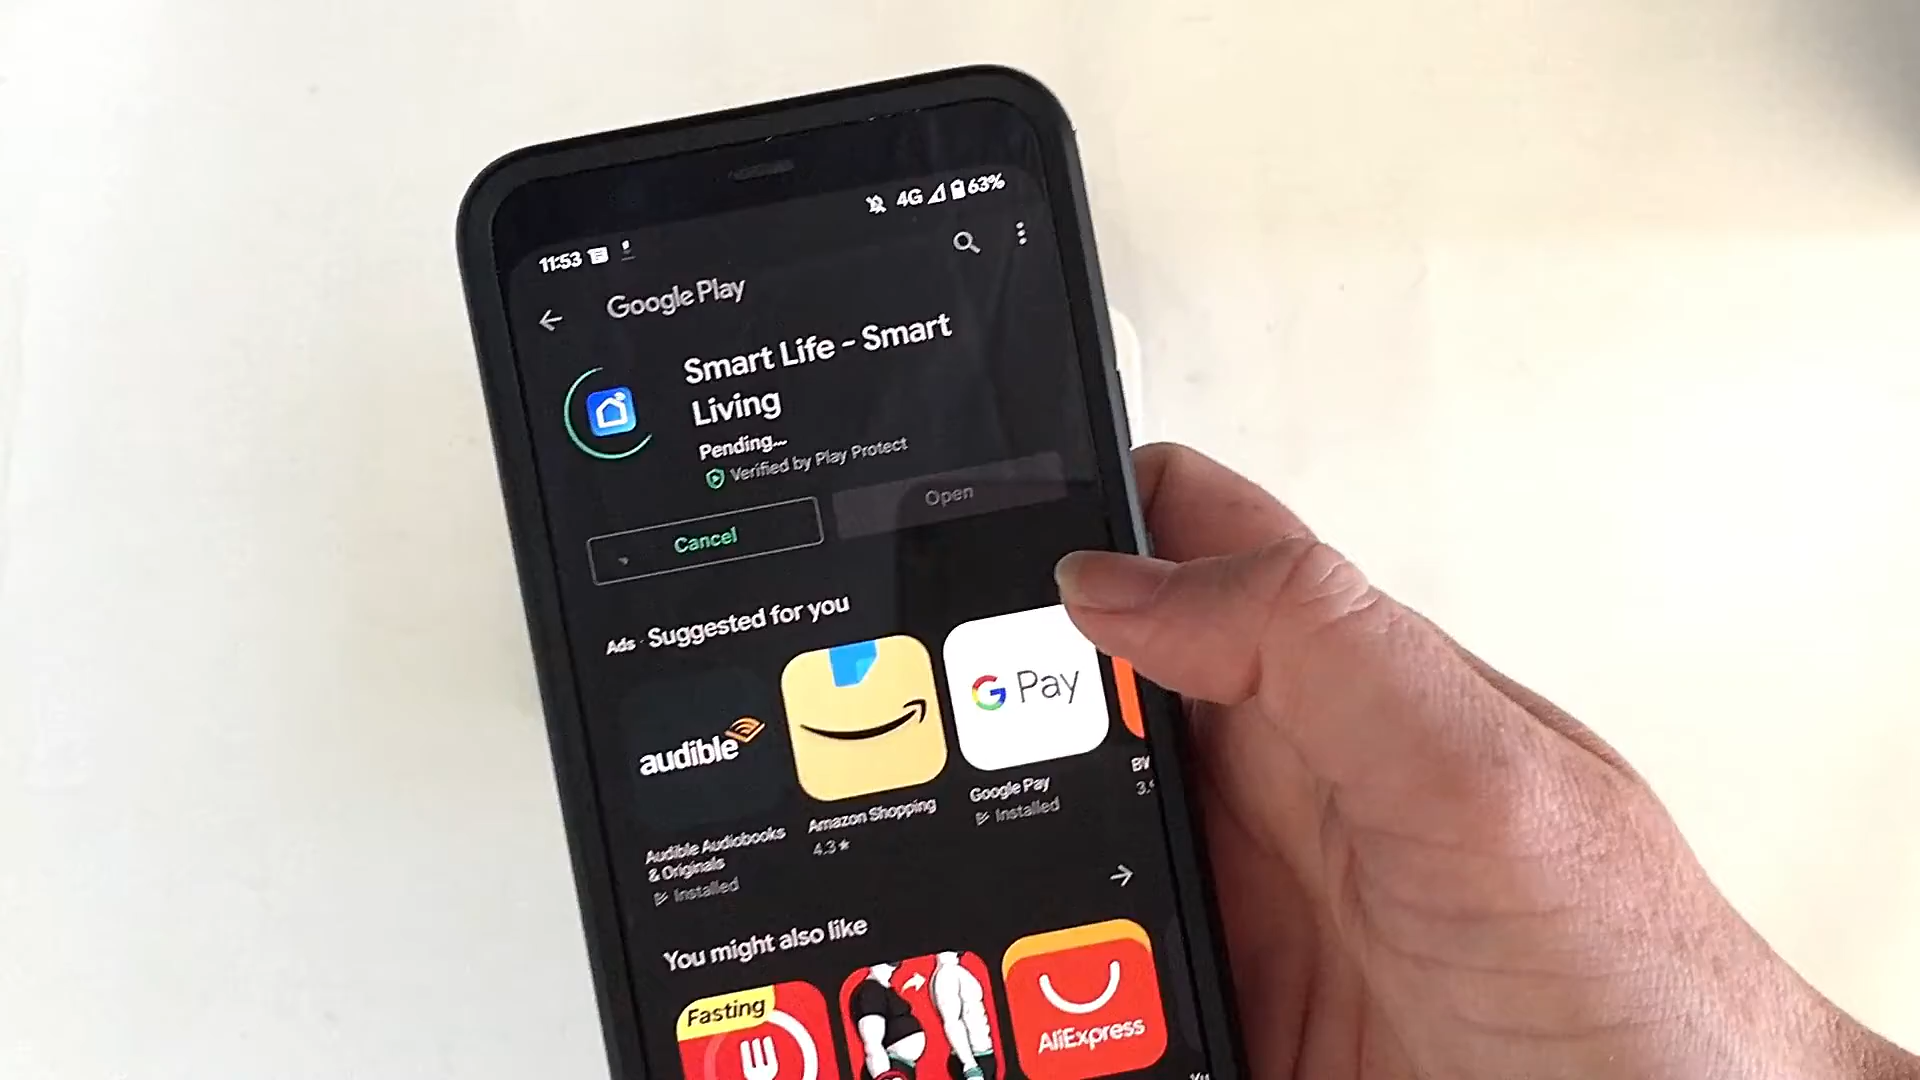 11:53
4G 63%
Google Play
Smart Life - Smart
Living
Pending...
Verified by Play Protect
Cancel
Open
Ads · Suggested for you
audible
G Pay
Audible Audiobooks
& Originals
Installed
Amazon Shopping
4.3★
Google Pay
Installed
You might also like
Fasting
AliExpress